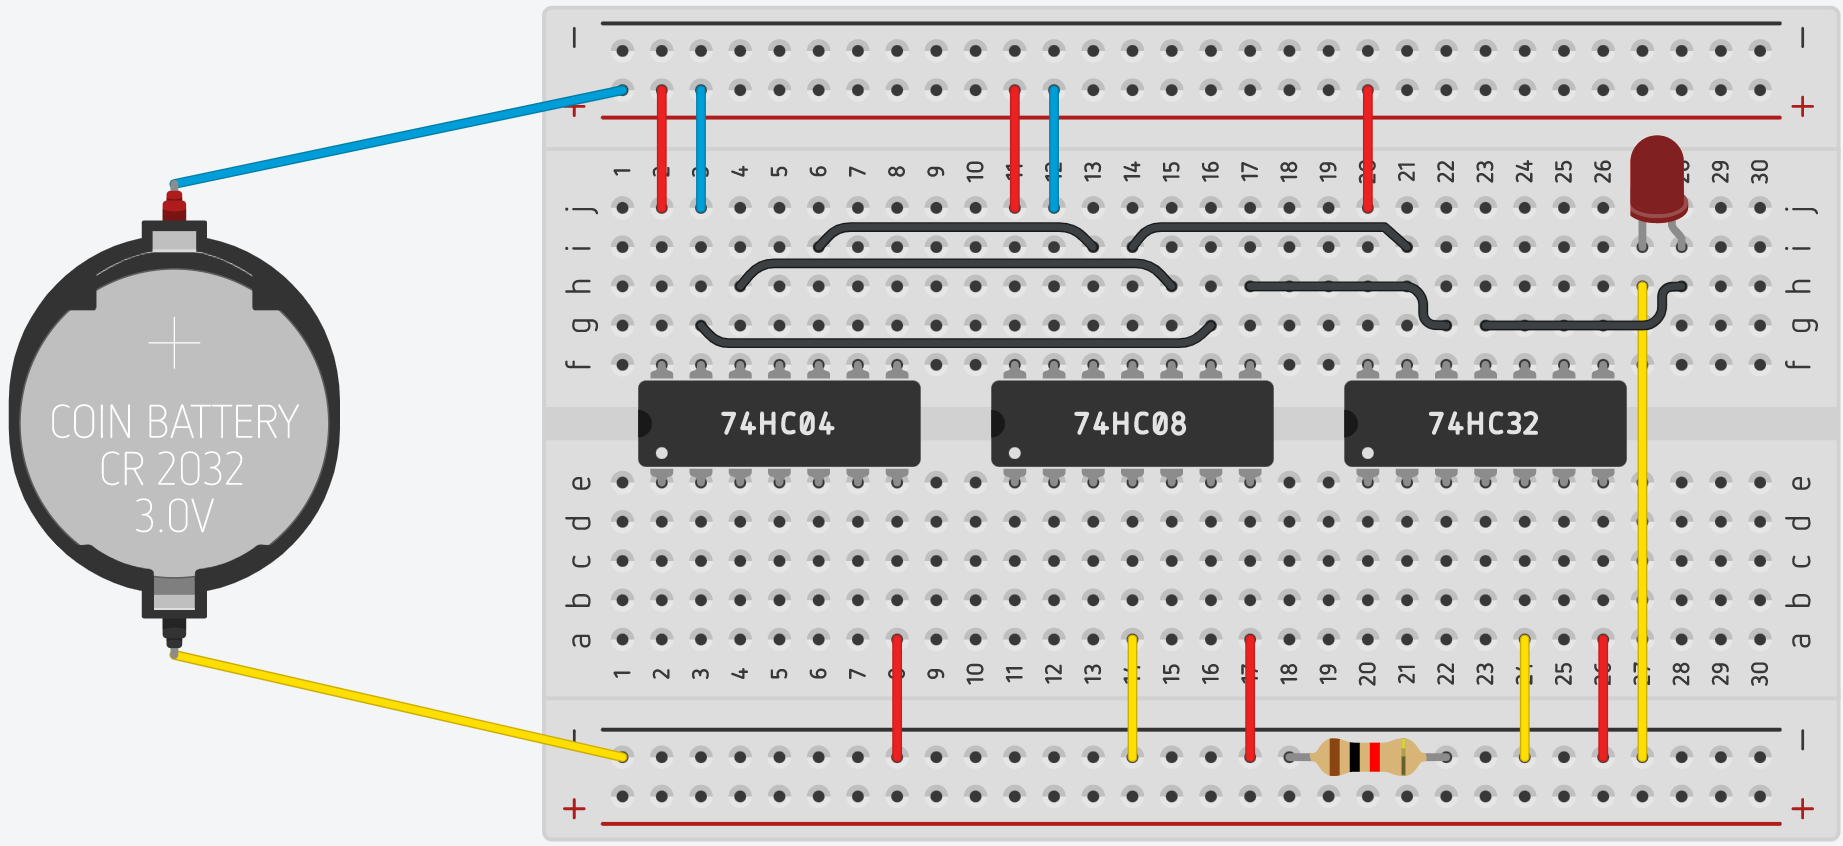 COIN BATTERY
CR 2032
3.0V
− −
+ +
1 2 3 4 5 6 7 8 9 10 11 12 13 14 15 16 17 18 19 20 21 22 23 24 25 26 28 29 30
j j
i i
h h
g g
f f
74HC04 74HC08 74HC32
e e
d d
c c
b b
a a
1 2 3 4 5 6 7 8 9 10 11 12 13 14 15 16 17 18 19 20 21 22 23 24 25 26 27 28 29 30
− −
+ +